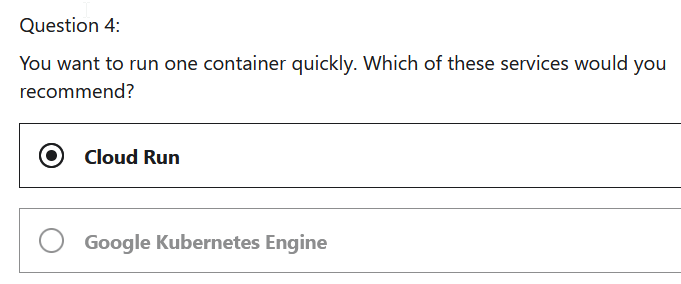 Question 4:
You want to run one container quickly. Which of these services would you
recommend?
Cloud Run
Google Kubernetes Engine